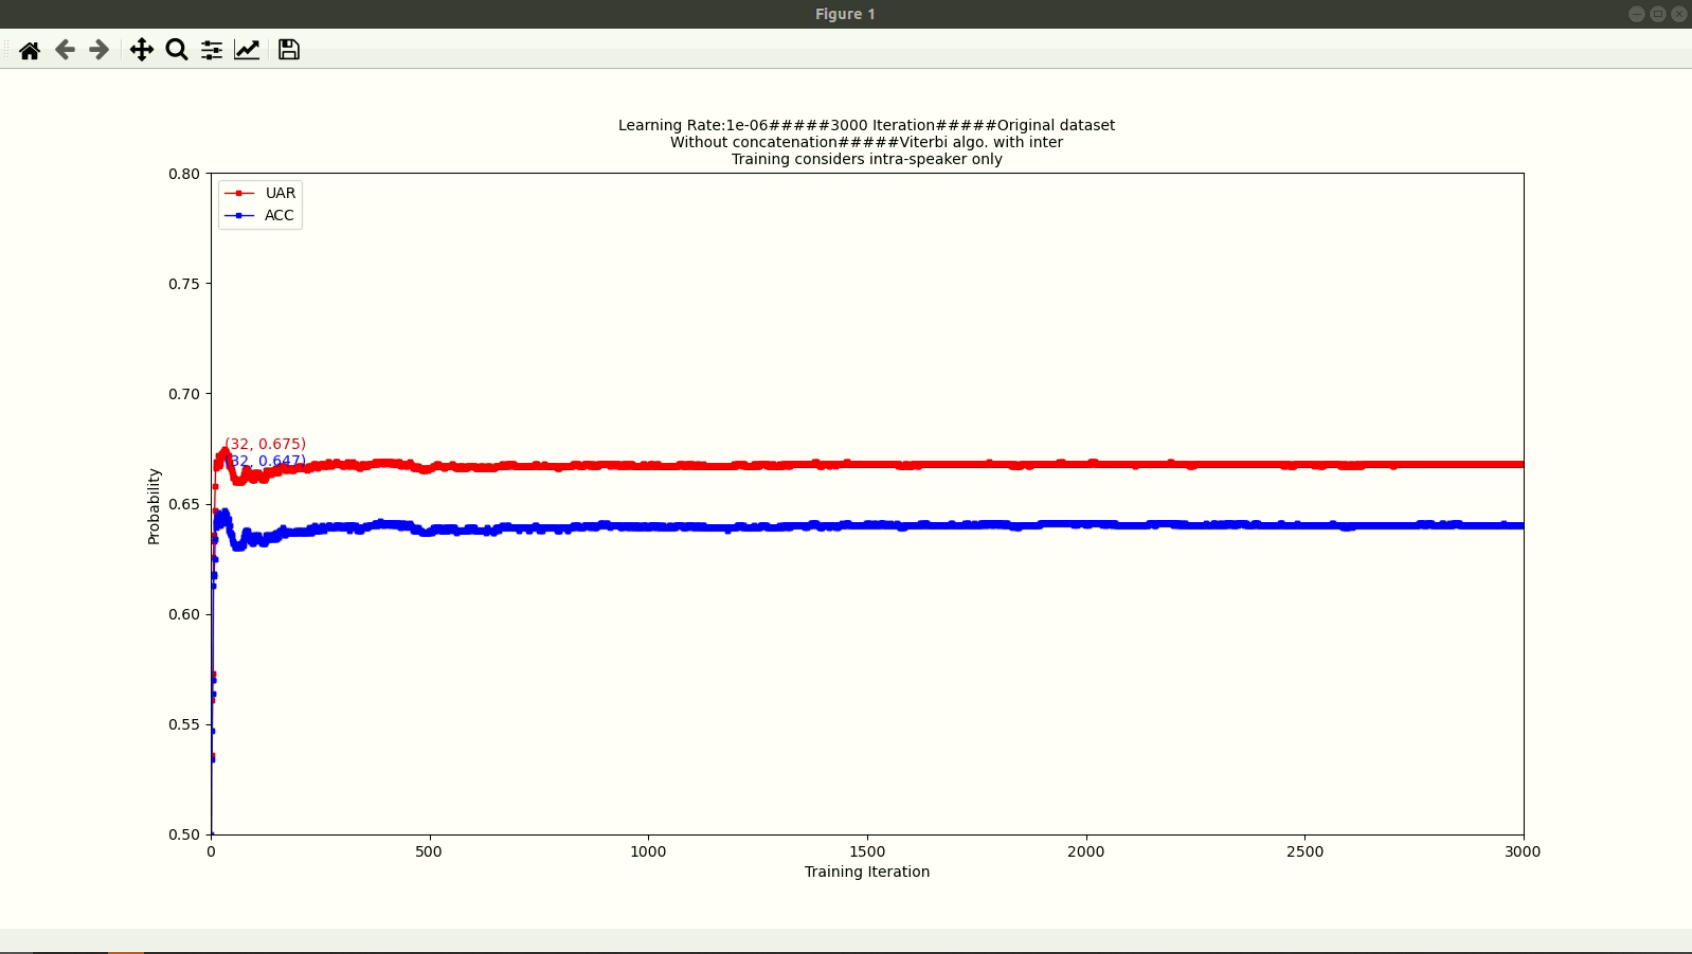 Figure 1
Learning Rate:1e-06#####3000 Iteration#####Original dataset
Without concatenation#####Viterbi algo. with inter
Training considers intra-speaker only
UAR
ACC
0.80
0.75
0.70
0.65
0.60
0.55
0.50
Probability
(32, 0.675)
(32, 0.647)
0 500 1000 1500 2000 2500 3000
Training Iteration